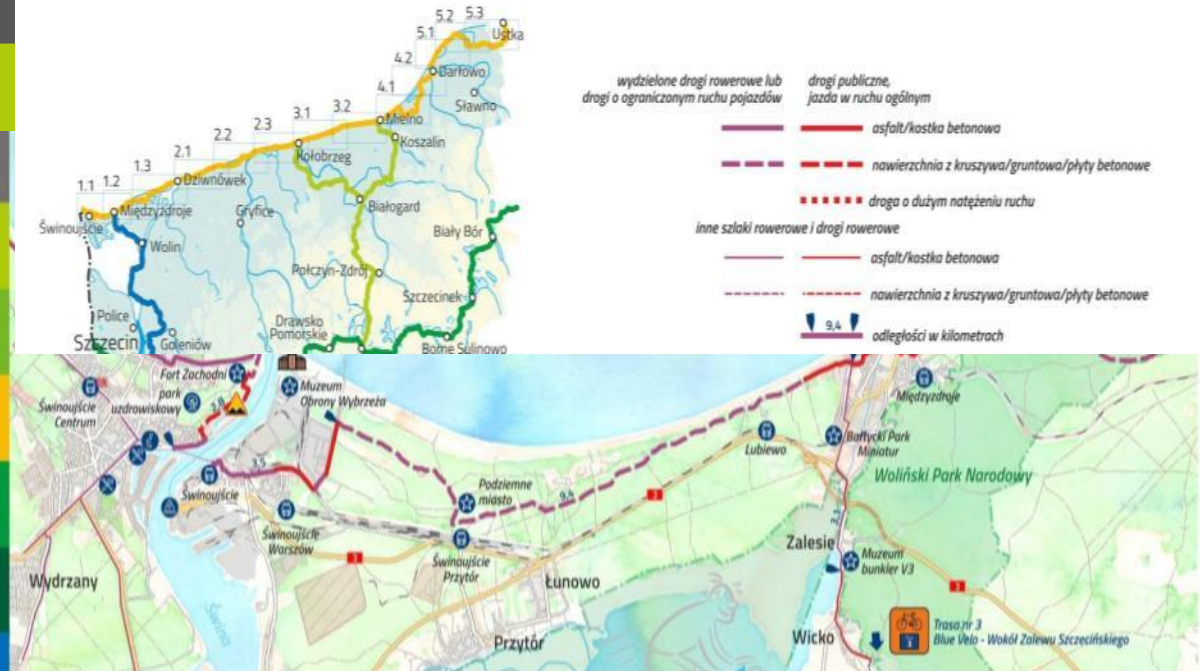 5.2 5.3
5.1
Ustka
4.2
Darłowo
4.1
Sławno
3.2
Mielno
3.1
Koszalin
2.3
Kołobrzeg
2.2
2.1
Dziwnówek
1.3
Białogard
1.1 1.2
Międzyzdroje
Gryfice
Świnoujście
Biały Bór
Wolin
Połczyn-Zdrój
Szczecinek
Police
Drawsko
Pomorskie
Szczecin
Goleniów
Borne Sulinowo
wydzielone drogi rowerowe lub
drogi o ograniczonym ruchu pojazdów
drogi publiczne,
jazda w ruchu ogólnym
asfalt/kostka betonowa
nawierzchnia z kruszywa/gruntowa/płyty betonowe
droga o dużym natężeniu ruchu
inne szlaki rowerowe i drogi rowerowe
asfalt/kostka betonowa
nawierzchnia z kruszywa/gruntowa/płyty betonowe
9,4
odległości w kilometrach
Fort Zachodni
park
uzdrowiskowy
3,8
Świnoujście
Centrum
Muzeum
Obrony Wybrzeża
Międzyzdroje
Bałtycki Park
Miniatur
Lubiewo
Woliński Park Narodowy
3,5
Świnoujście
Podziemne
miasto
9,4
3
Świnoujście
Warszów
3
Świnoujście
Przytór
3,1
Zalesie
Muzeum
bunkier V3
Wydrzany
Łunowo
3
Świna
Przytór
Wicko
Trasa nr 3
Blue Velo - Wokół Zalewu Szczecińskiego